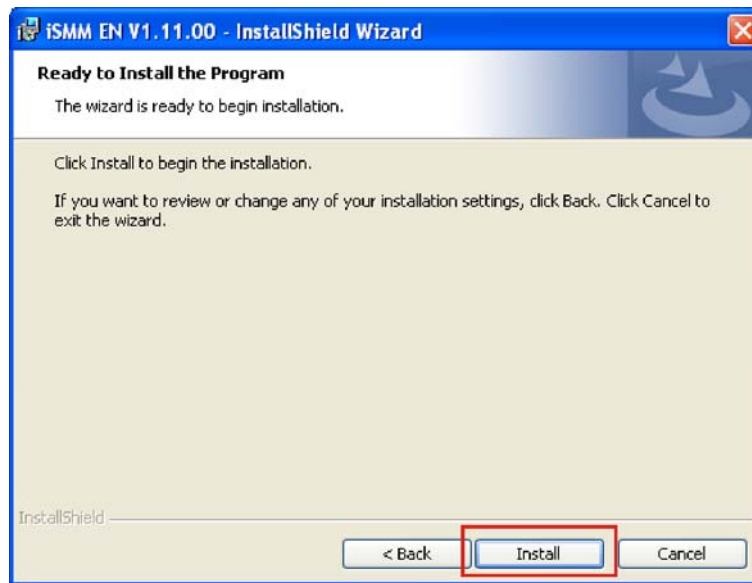 iSMM EN V1.11.00 - InstallShield Wizard
Ready to Install the Program
The wizard is ready to begin installation.
Click Install to begin the installation.
If you want to review or change any of your installation settings, click Back. Click Cancel to
exit the wizard.
InstallShield
< Back Install Cancel